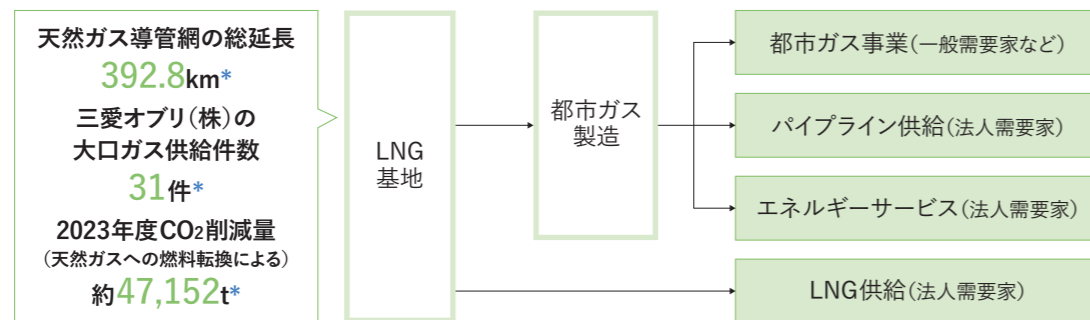 天然ガス導管網の総延長
392.8km*
三愛オブリ(株)の
大口ガス供給件数
31件*
2023年度CO₂削減量
(天然ガスへの燃料転換による)
約47,152t*
LNG
基地
都市ガス
製造
都市ガス事業(一般需要家など)
パイプライン供給(法人需要家)
エネルギーサービス(法人需要家)
LNG供給(法人需要家)